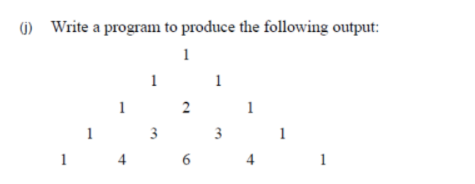 (j) Write a program to produce the following output:
1
1 1
1 2 1
1 3 3 1
1 4 6 4 1